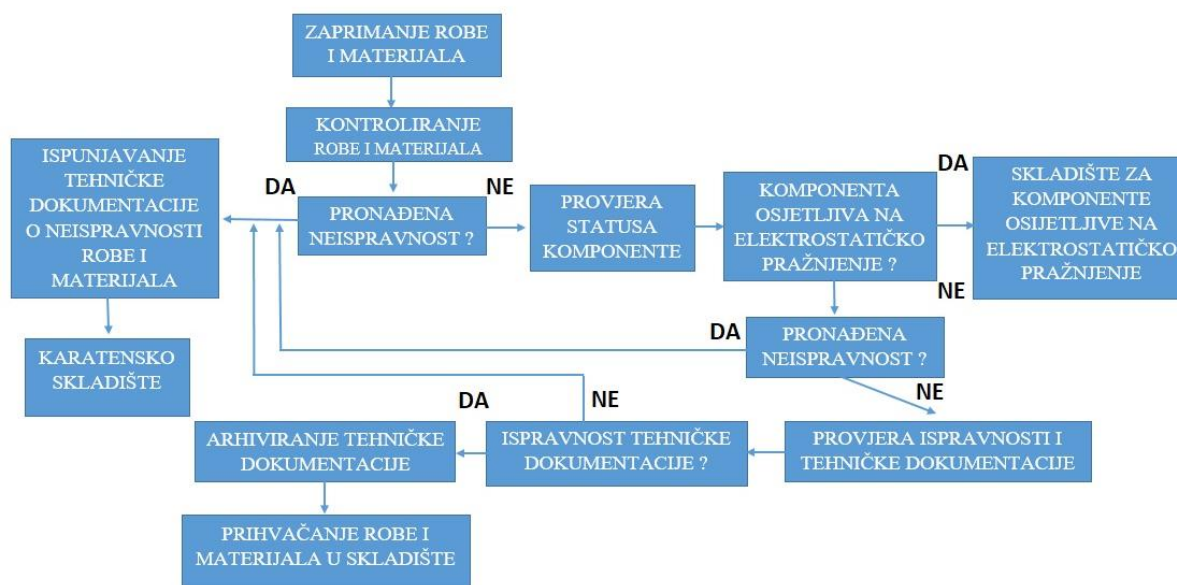 ZAPRIMANJE ROBE
I MATERIJALA
KONTROLIRANJE
ROBE I MATERIJALA
ISPUNJAVANJE
TEHNIČKE
DOKUMENTACIJE
O NEISPRAVNOSTI
ROBE I
MATERIJALA
DA
PRONAĐENA
NEISPRAVNOST ?
NE
PROVJERA
STATUSA
KOMPONENTE
KOMPONENTA
OSJETLJIVA NA
ELEKTROSTATIČKO
PRAŽNJENJE ?
DA
NE
SKLADIŠTE ZA
KOMPONENTE
OSIJETLJIVE NA
ELEKTROSTATIČKO
PRAŽNJENJE
KARATENSKO
SKLADIŠTE
DA
PRONAĐENA
NEISPRAVNOST ?
NE
DA
NE
ARHIVIRANJE TEHNIČKE
DOKUMENTACIJE
ISPRAVNOST TEHNIČKE
DOKUMENTACIJE ?
PROVJERA ISPRAVNOSTI I
TEHNIČKE DOKUMENTACIJE
PRIHVAČANJE ROBE I
MATERIJALA U SKLADIŠTE